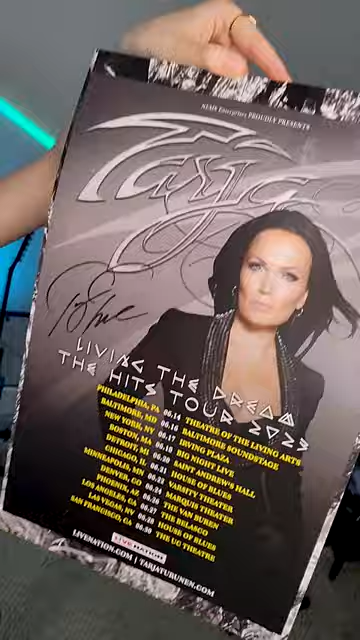 PROUDLY PRESENTS
Tarja
LIVING THE DREAM
THE HITS TOUR 2023
PHILADELPHIA, PA 06.14 THEATRE OF THE LIVING ARTS
BALTIMORE, MD 06.16 BALTIMORE SOUNDSTAGE
NEW YORK, NY 06.17 IRVING PLAZA
BOSTON, MA 06.18 BIG NIGHT LIVE
DETROIT, MI 06.20 SAINT ANDREW'S HALL
CHICAGO, IL 06.21 HOUSE OF BLUES
MINNEAPOLIS, MN 06.22 VARSITY THEATER
DENVER, CO 06.24 MARQUIS THEATER
PHOENIX, AZ 06.26 THE VAN BUREN
LOS ANGELES, CA 06.27 THE BELASCO
LAS VEGAS, NV 06.28 HOUSE OF BLUES
SAN FRANCISCO, CA 06.30 THE UC THEATRE
LIVE NATION
LIVENATION.COM | TARJATURUNEN.COM